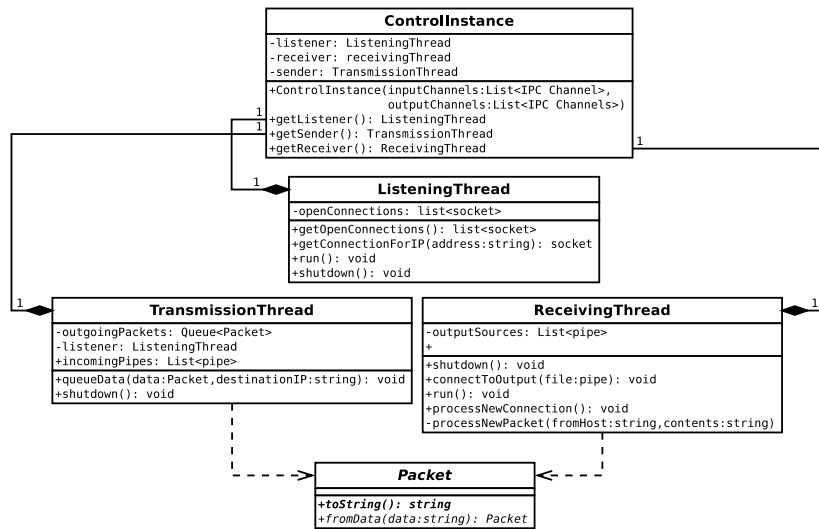 ControlInstance
-listener: ListeningThread
-receiver: receivingThread
-sender: TransmissionThread
+ControlInstance(inputChannels:List<IPC Channel>,
outputChannels:List<IPC Channels>)
+getListener(): ListeningThread
+getSender(): TransmissionThread
+getReceiver(): ReceivingThread
1
1
1
1
ListeningThread
-openConnections: list<socket>
+getOpenConnections(): list<socket>
+getConnectionForIP(address:string): socket
+run(): void
+shutdown(): void
1
TransmissionThread
-outgoingPackets: Queue<Packet>
-listener: ListeningThread
+incomingPipes: List<pipe>
+queueData(data:Packet,destinationIP:string): void
+shutdown(): void
1
ReceivingThread
-outputSources: List<pipe>
+
+shutdown(): void
+connectToOutput(file:pipe): void
+run(): void
+processNewConnection(): void
-processNewPacket(fromHost:string,contents:string)
Packet
+toString(): string
+fromData(data:string): Packet